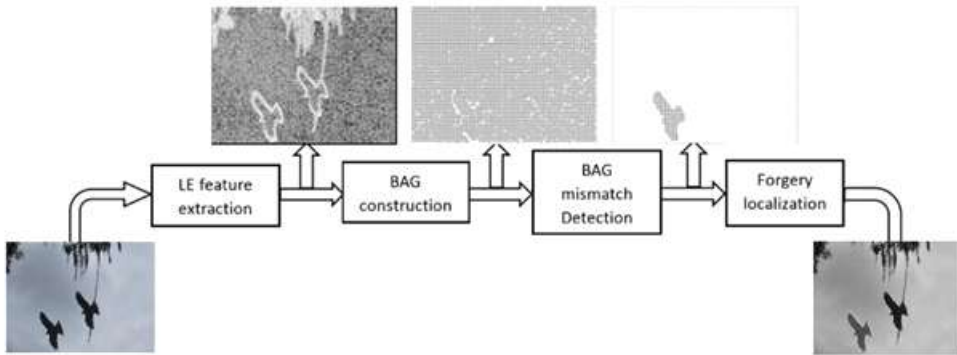 LE feature
extraction
BAG
construction
BAG
mismatch
Detection
Forgery
localization